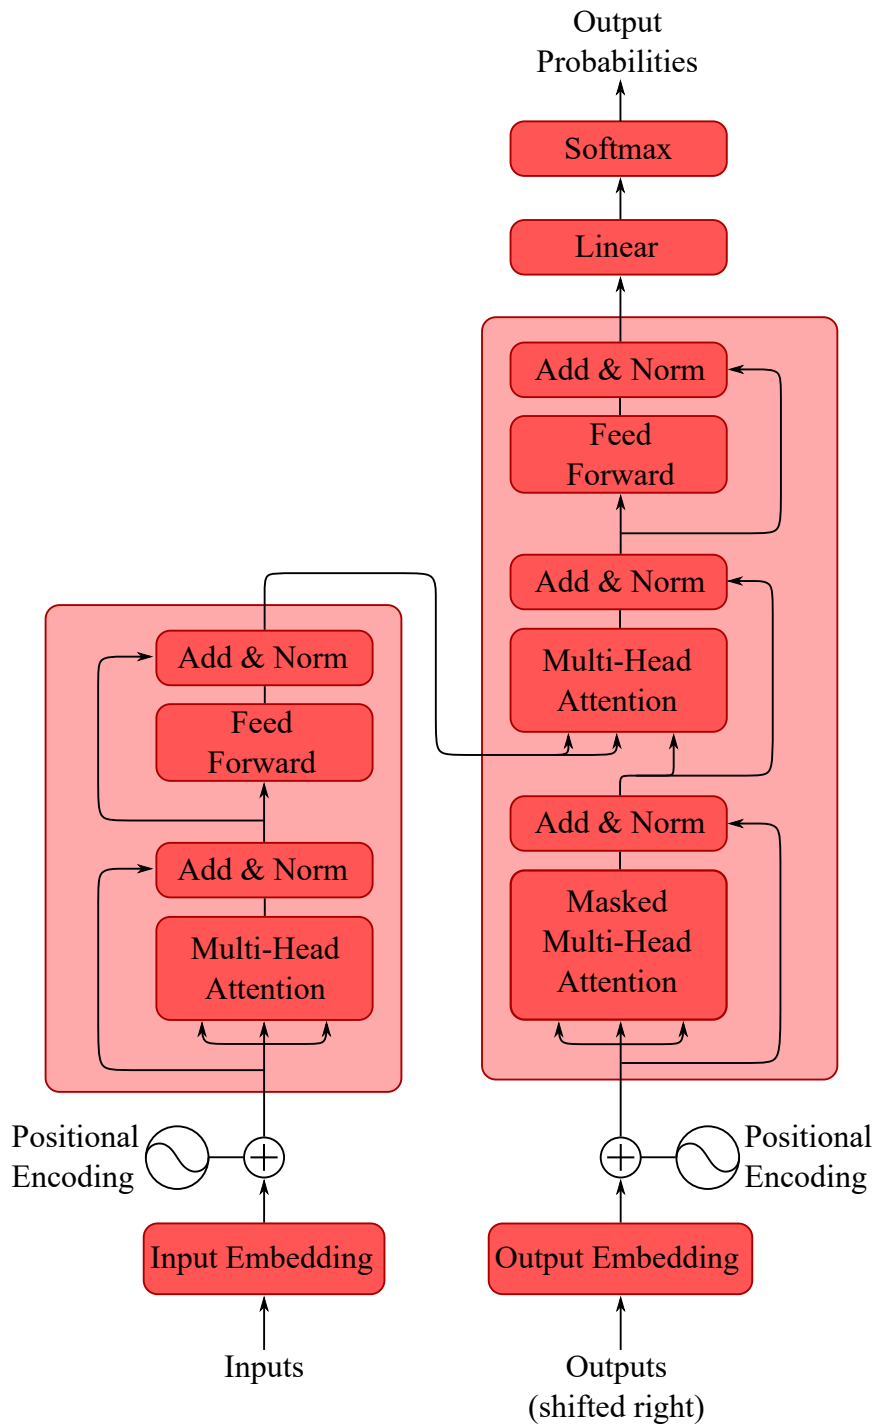 Output
Probabilities
Softmax
Linear
Add & Norm
Feed
Forward
Add & Norm
Multi-Head
Attention
Add & Norm
Masked
Multi-Head
Attention
Add & Norm
Feed
Forward
Add & Norm
Multi-Head
Attention
Positional
Encoding
Positional
Encoding
Input Embedding
Output Embedding
Inputs
Outputs
(shifted right)